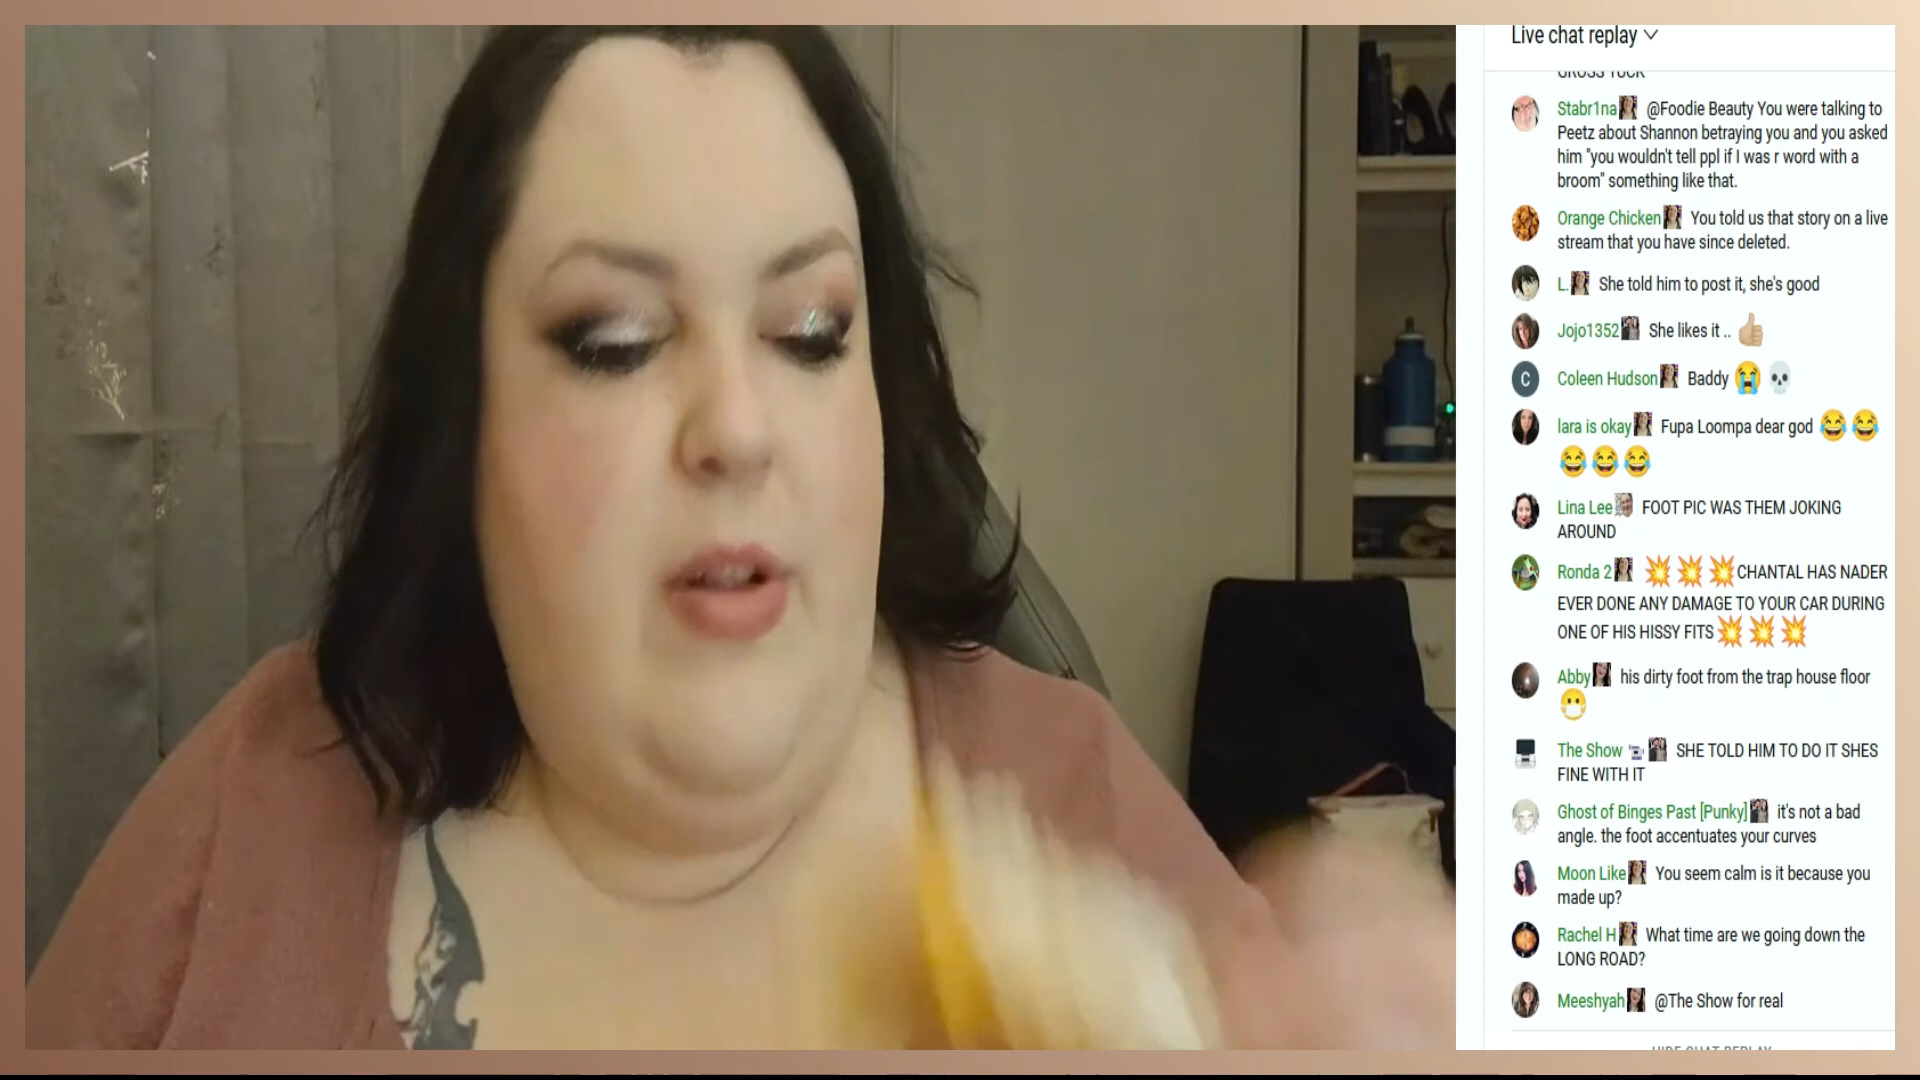 Live chat replay
GROSS YUCK
Stabr1na @Foodie Beauty You were talking to
Peetz about Shannon betraying you and you asked
him "you wouldn't tell ppl if I was r word with a
broom" something like that.
Orange Chicken You told us that story on a live
stream that you have since deleted.
L. She told him to post it, she's good
Jojo1352 She likes it .. 👍🏼
C
Coleen Hudson Baddy 😭 💀
lara is okay Fupa Loompa dear god 😂 😂
😂 😂 😂
Lina Lee FOOT PIC WAS THEM JOKING
AROUND
Ronda 2 💥 💥 💥 CHANTAL HAS NADER
EVER DONE ANY DAMAGE TO YOUR CAR DURING
ONE OF HIS HISSY FITS 💥 💥 💥
Abby his dirty foot from the trap house floor
😷
The Show SHE TOLD HIM TO DO IT SHES
FINE WITH IT
Ghost of Binges Past [Punky] it's not a bad
angle. the foot accentuates your curves
Moon Like You seem calm is it because you
made up?
Rachel H What time are we going down the
LONG ROAD?
Meeshyah @The Show for real
HIDE CHAT REPLAY